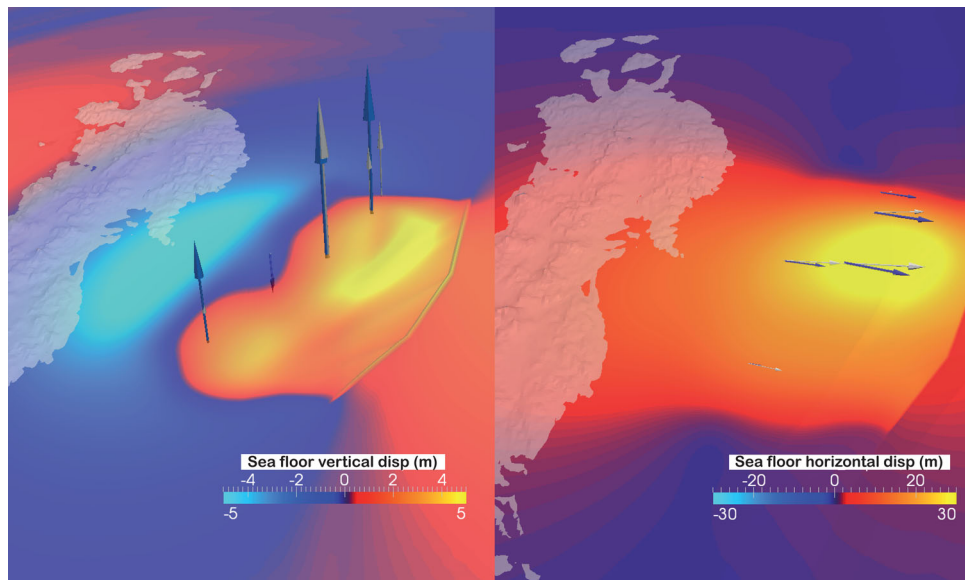 Sea floor vertical disp (m)
-4 -2 0 2 4
-5 5
Sea floor horizontal disp (m)
-20 0 20
-30 30